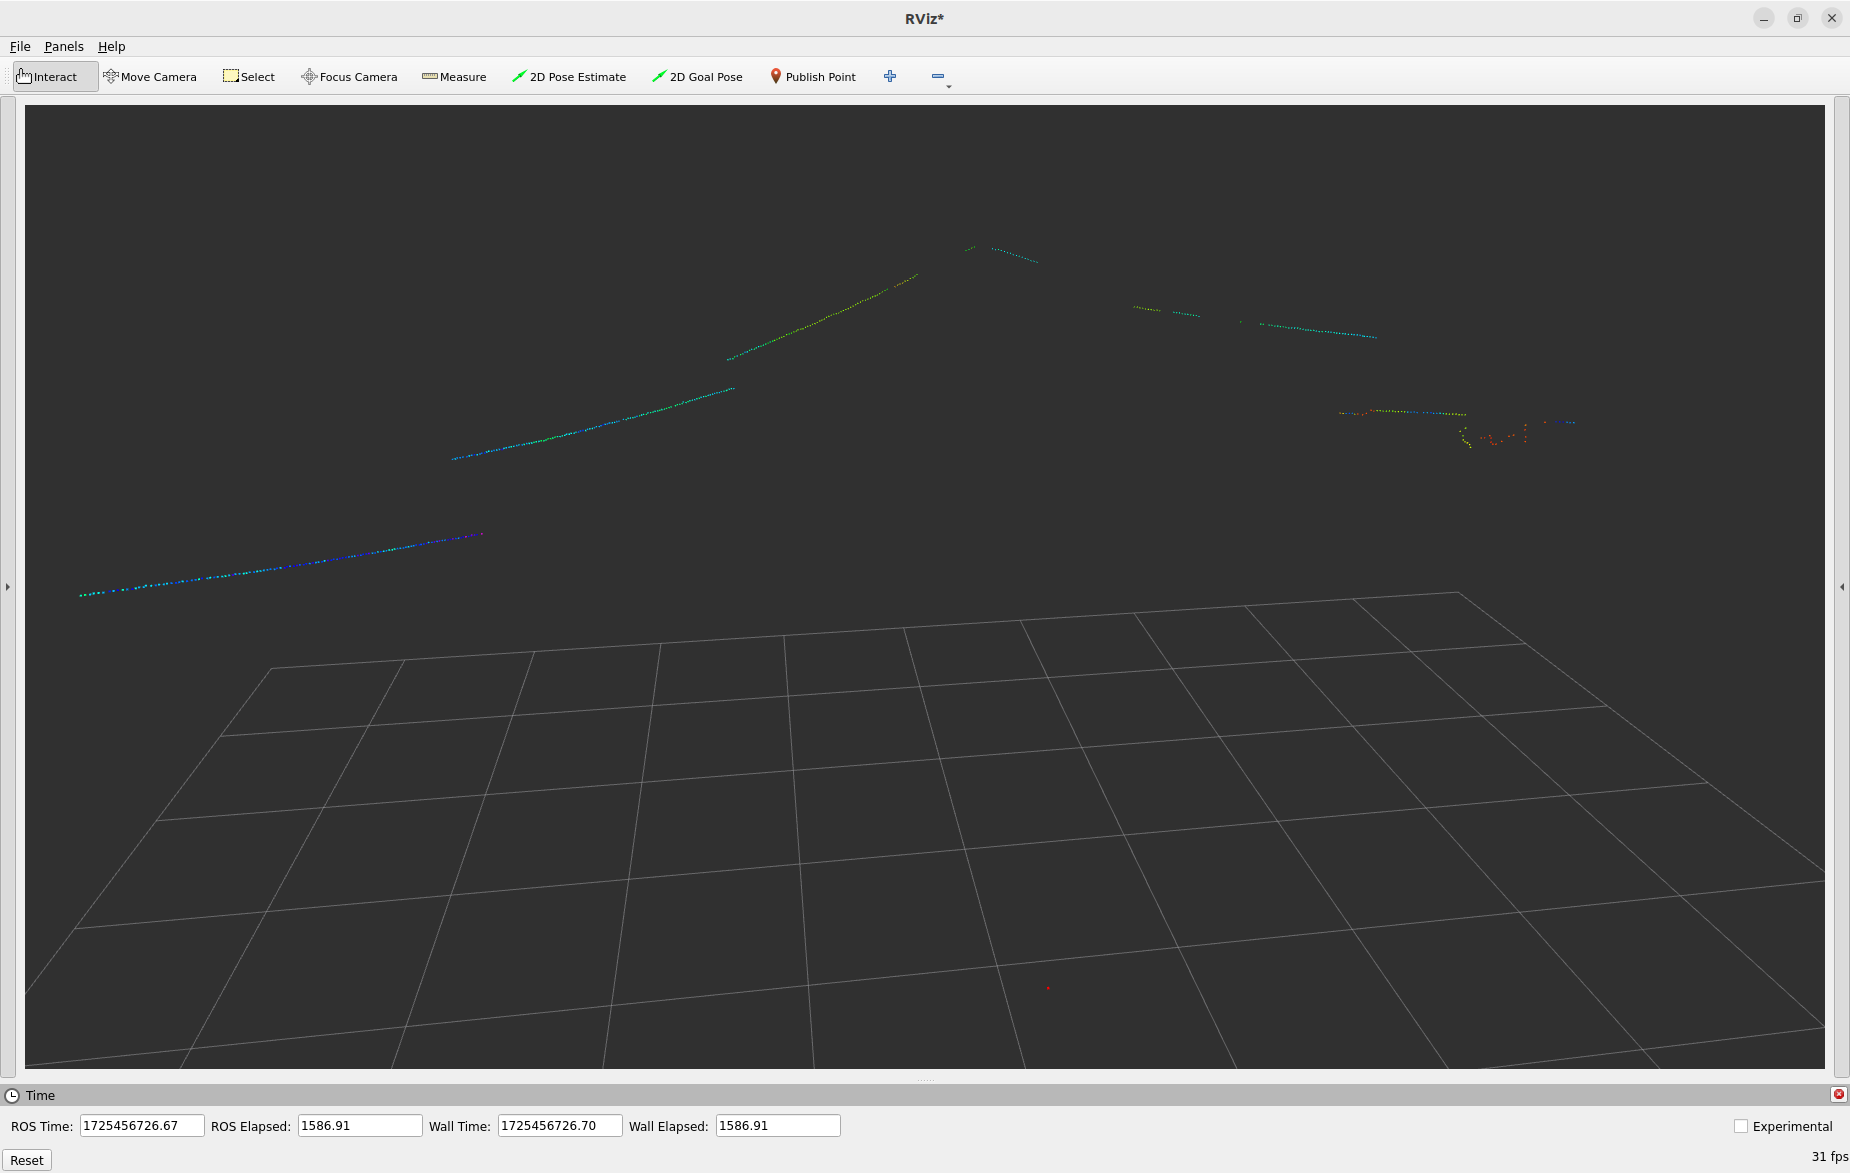 RViz*
File Panels Help
Interact Move Camera Select Focus Camera Measure 2D Pose Estimate 2D Goal Pose Publish Point
Time
ROS Time: 1725456726.67 ROS Elapsed: 1586.91 Wall Time: 1725456726.70 Wall Elapsed: 1586.91 Experimental
Reset 31 fps